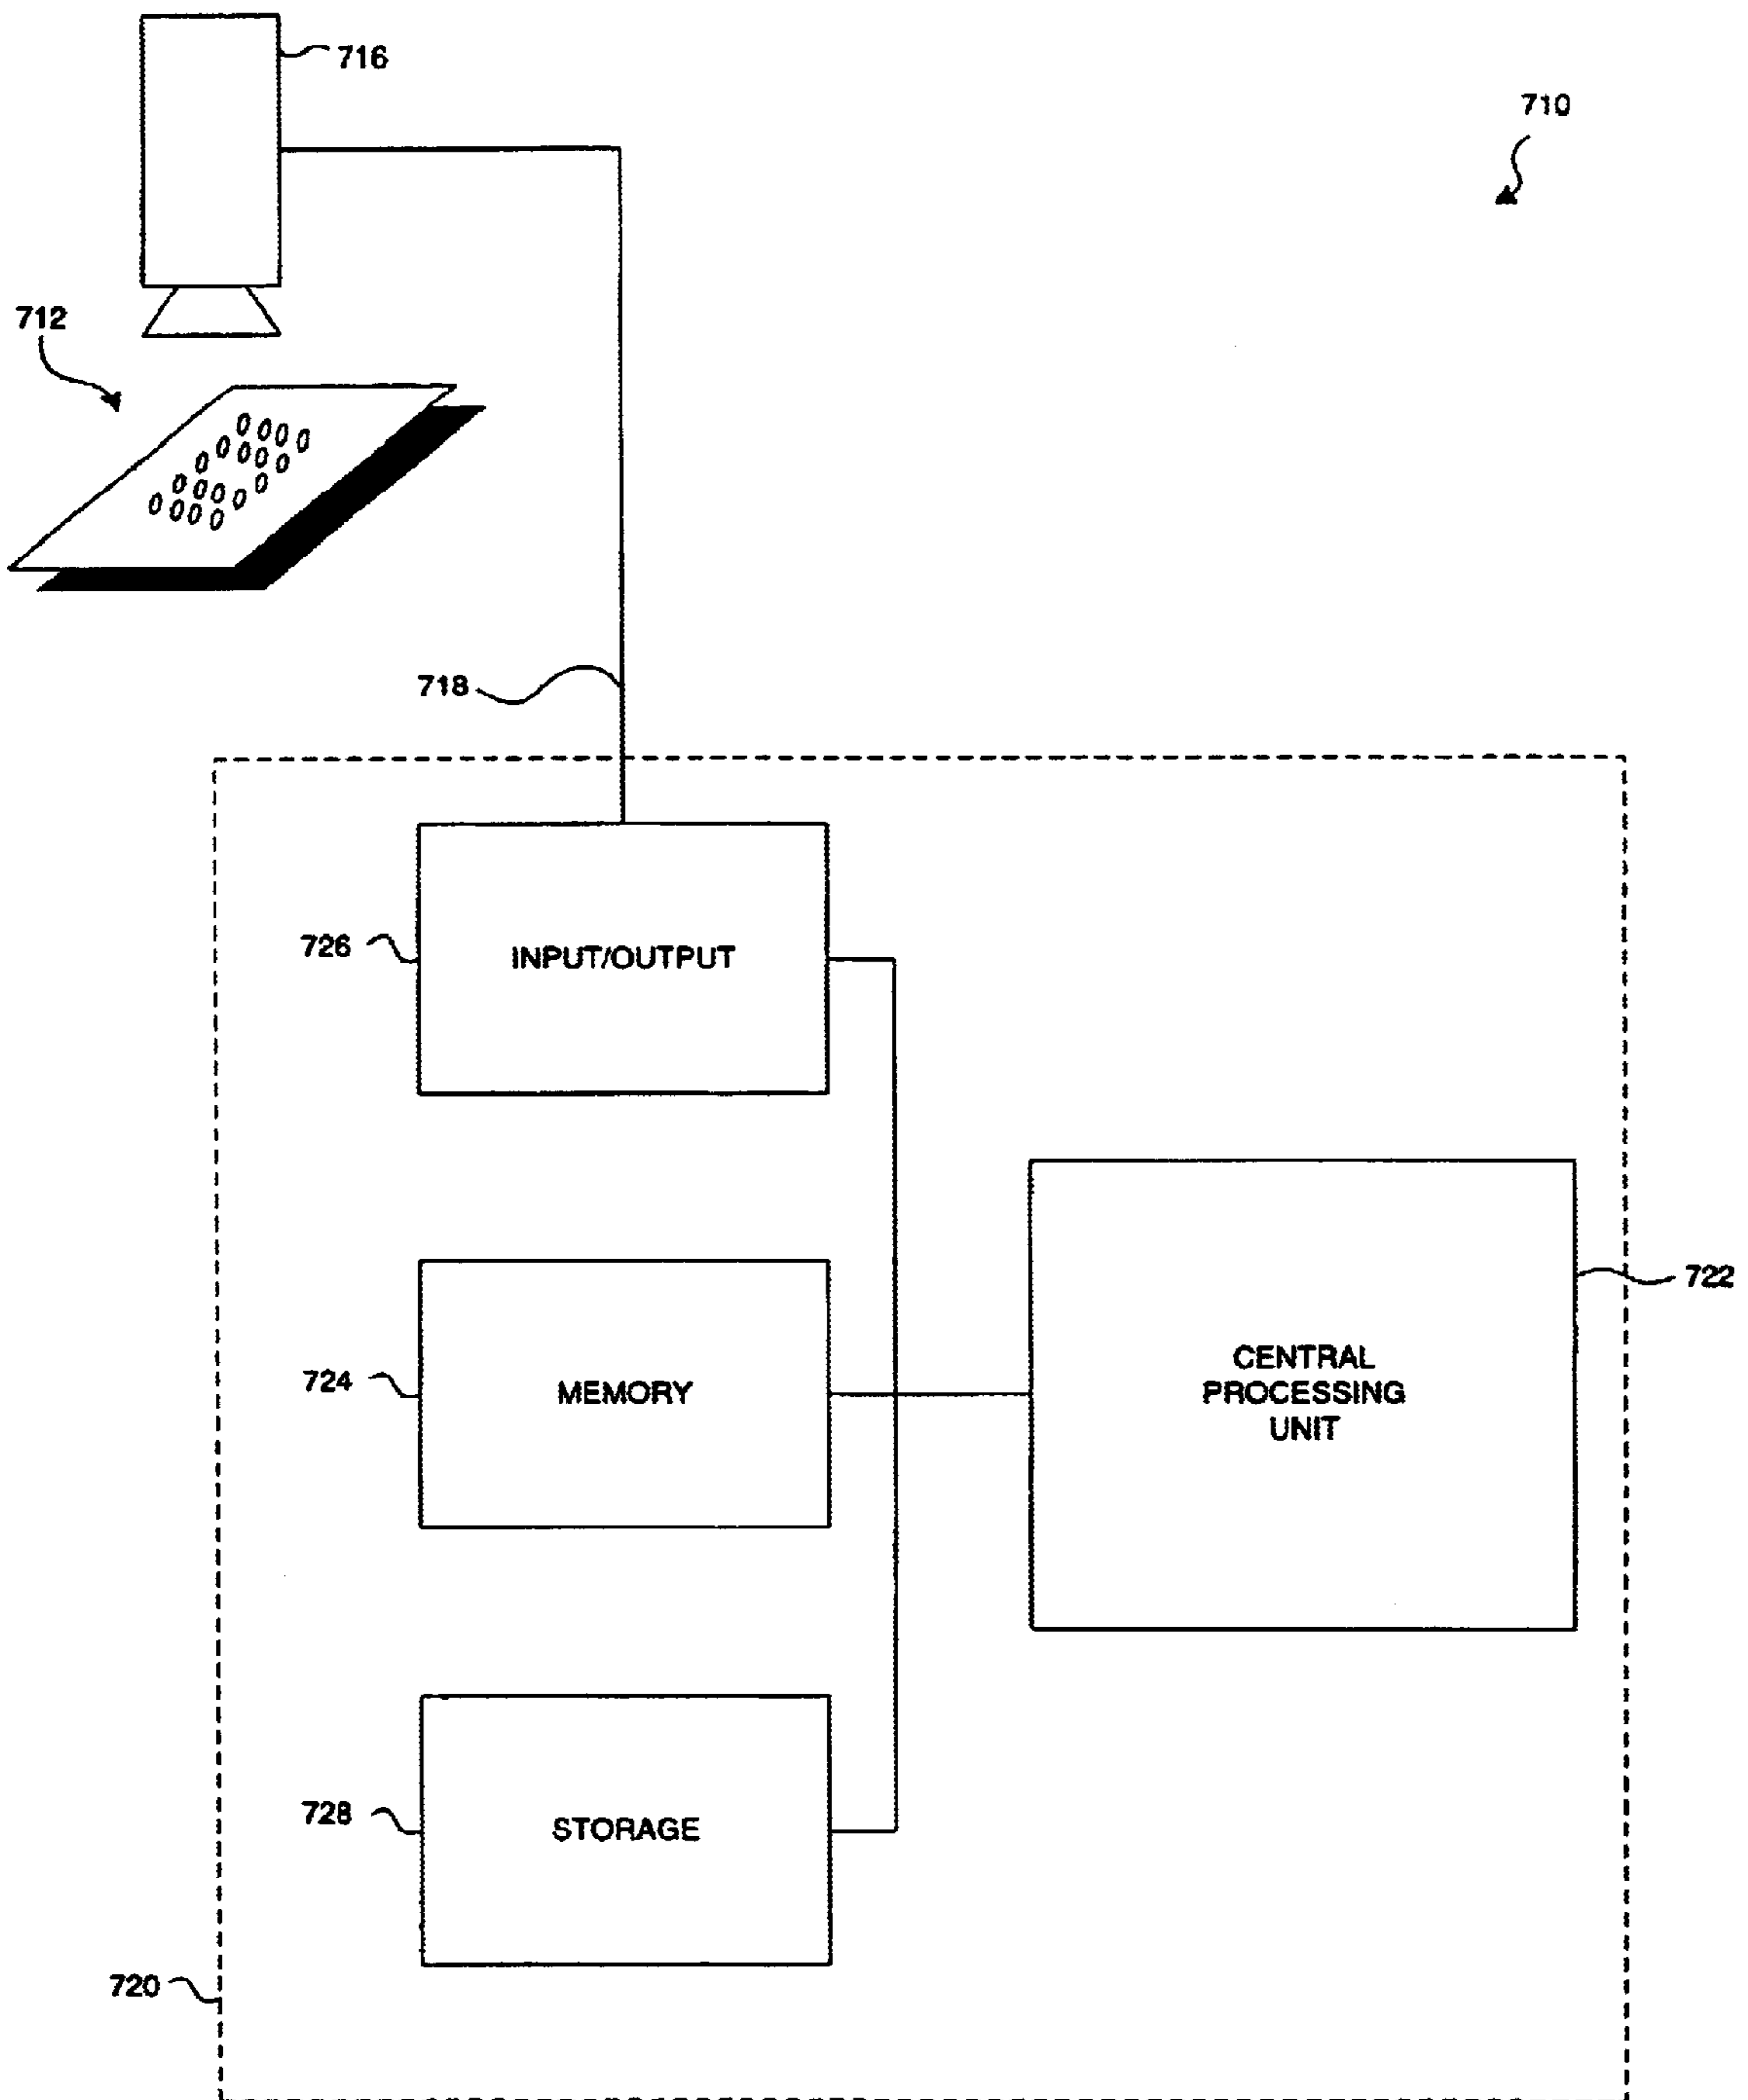 716
710
712
718
726
INPUT/OUTPUT
722
724
MEMORY
CENTRAL
PROCESSING
UNIT
728
STORAGE
720